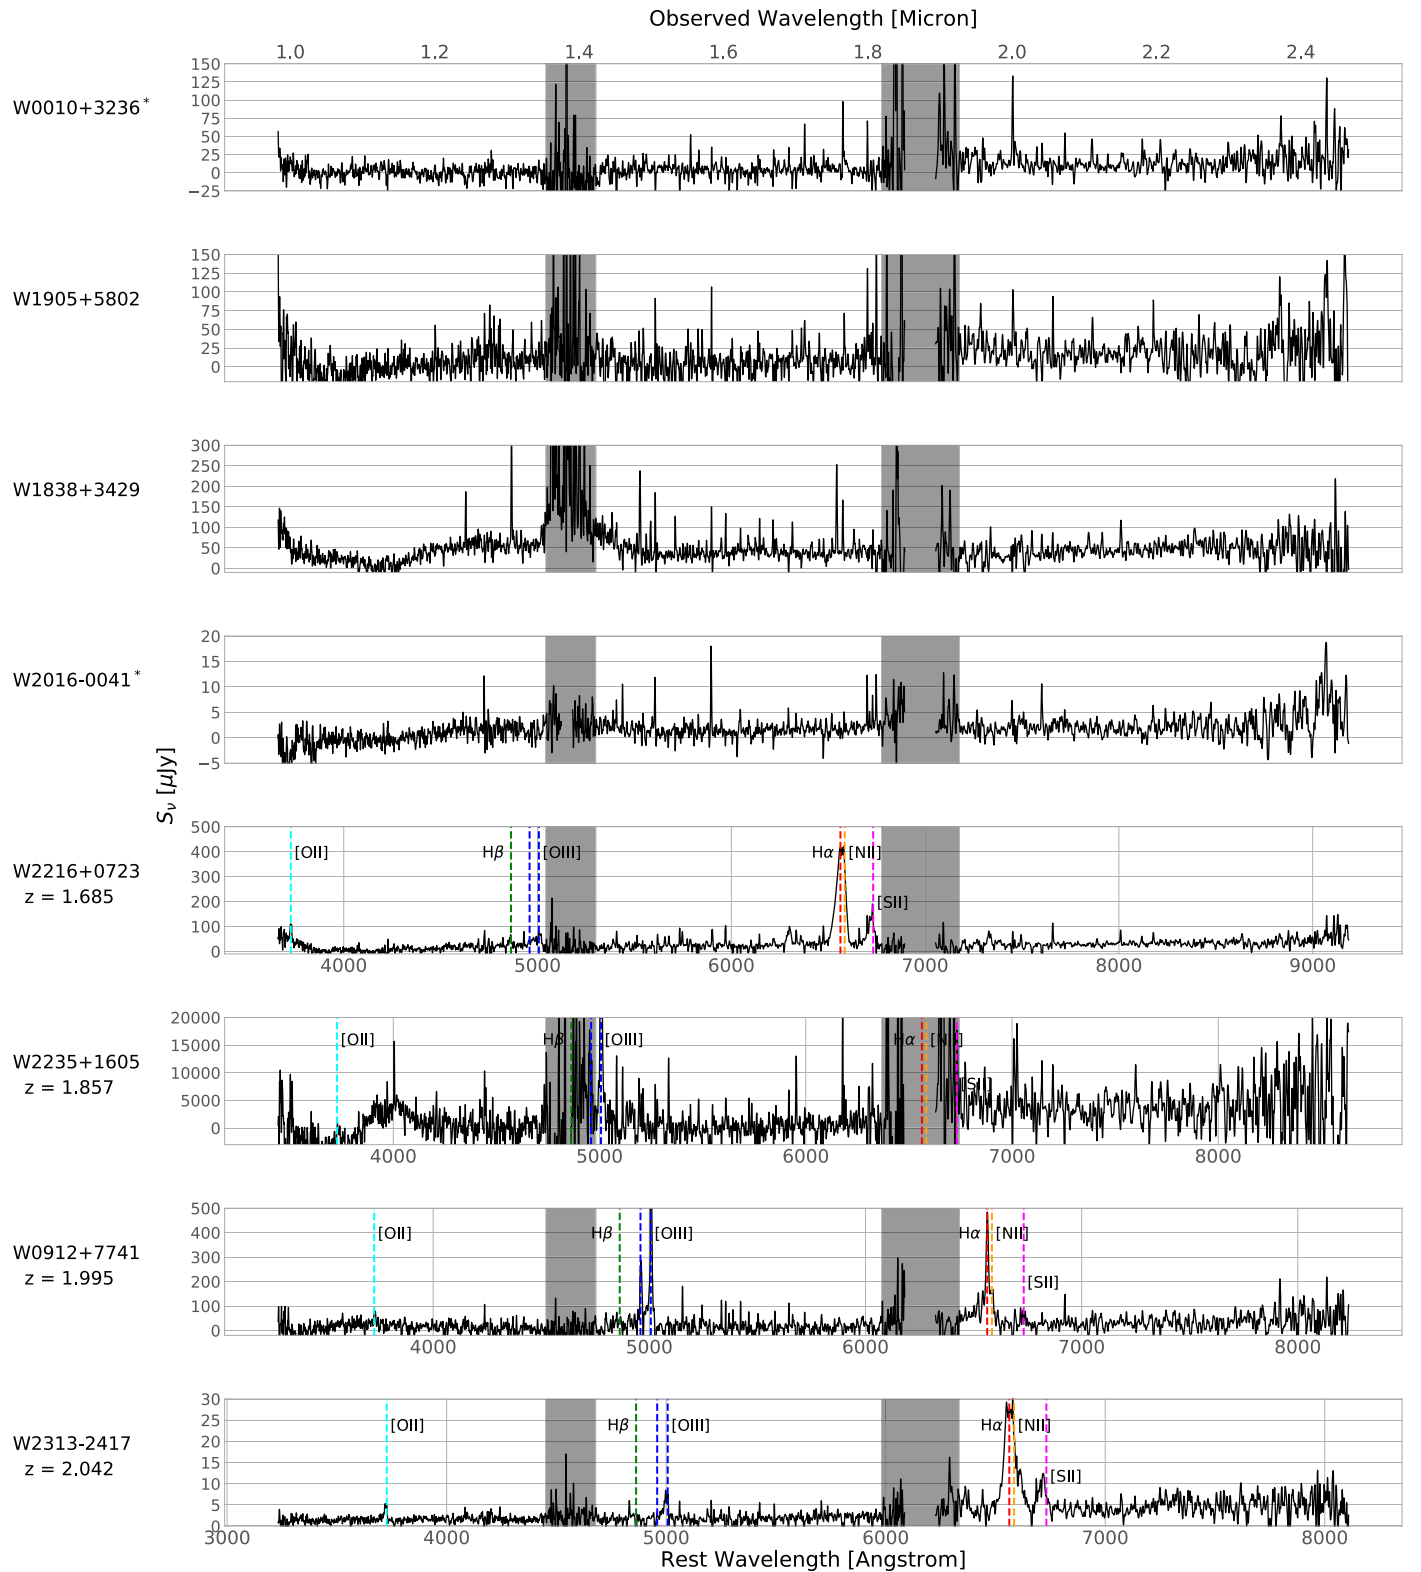 Observed Wavelength [Micron]
1.0 1.2 1.4 1.6 1.8 2.0 2.2 2.4
W0010+3236*
150
125
100
75
50
25
0
−25
W1905+5802
150
125
100
75
50
25
0
W1838+3429
300
250
200
150
100
50
0
W2016-0041*
20
15
10
5
0
−5
Sν [μJy]
W2216+0723
z = 1.685
500
400
300
200
100
0
[OII] Hβ [OIII] Hα [NII]
[SII]
4000 5000 6000 7000 8000 9000
W2235+1605
z = 1.857
20000
15000
10000
5000
0
[OII] Hβ [OIII] Hα [NII]
[SII]
4000 5000 6000 7000 8000
W0912+7741
z = 1.995
500
400
300
200
100
0
[OII] Hβ [OIII] Hα [NII]
[SII]
4000 5000 6000 7000 8000
W2313-2417
z = 2.042
30
25
20
15
10
5
0
[OII] Hβ [OIII] Hα [NII]
[SII]
3000 4000 5000 6000 7000 8000
Rest Wavelength [Angstrom]